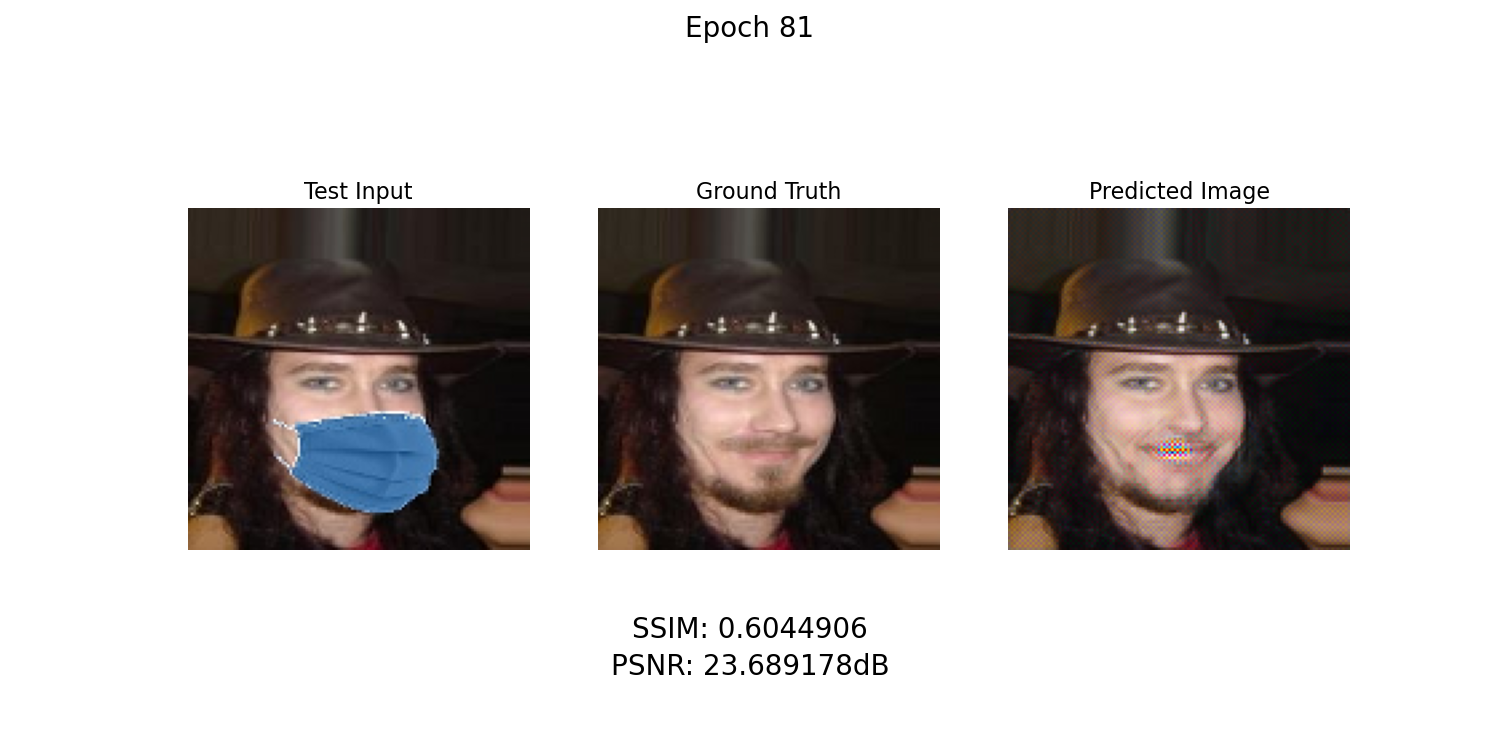 Epoch 81
Test Input
Ground Truth
Predicted Image
SSIM: 0.6044906
PSNR: 23.689178dB